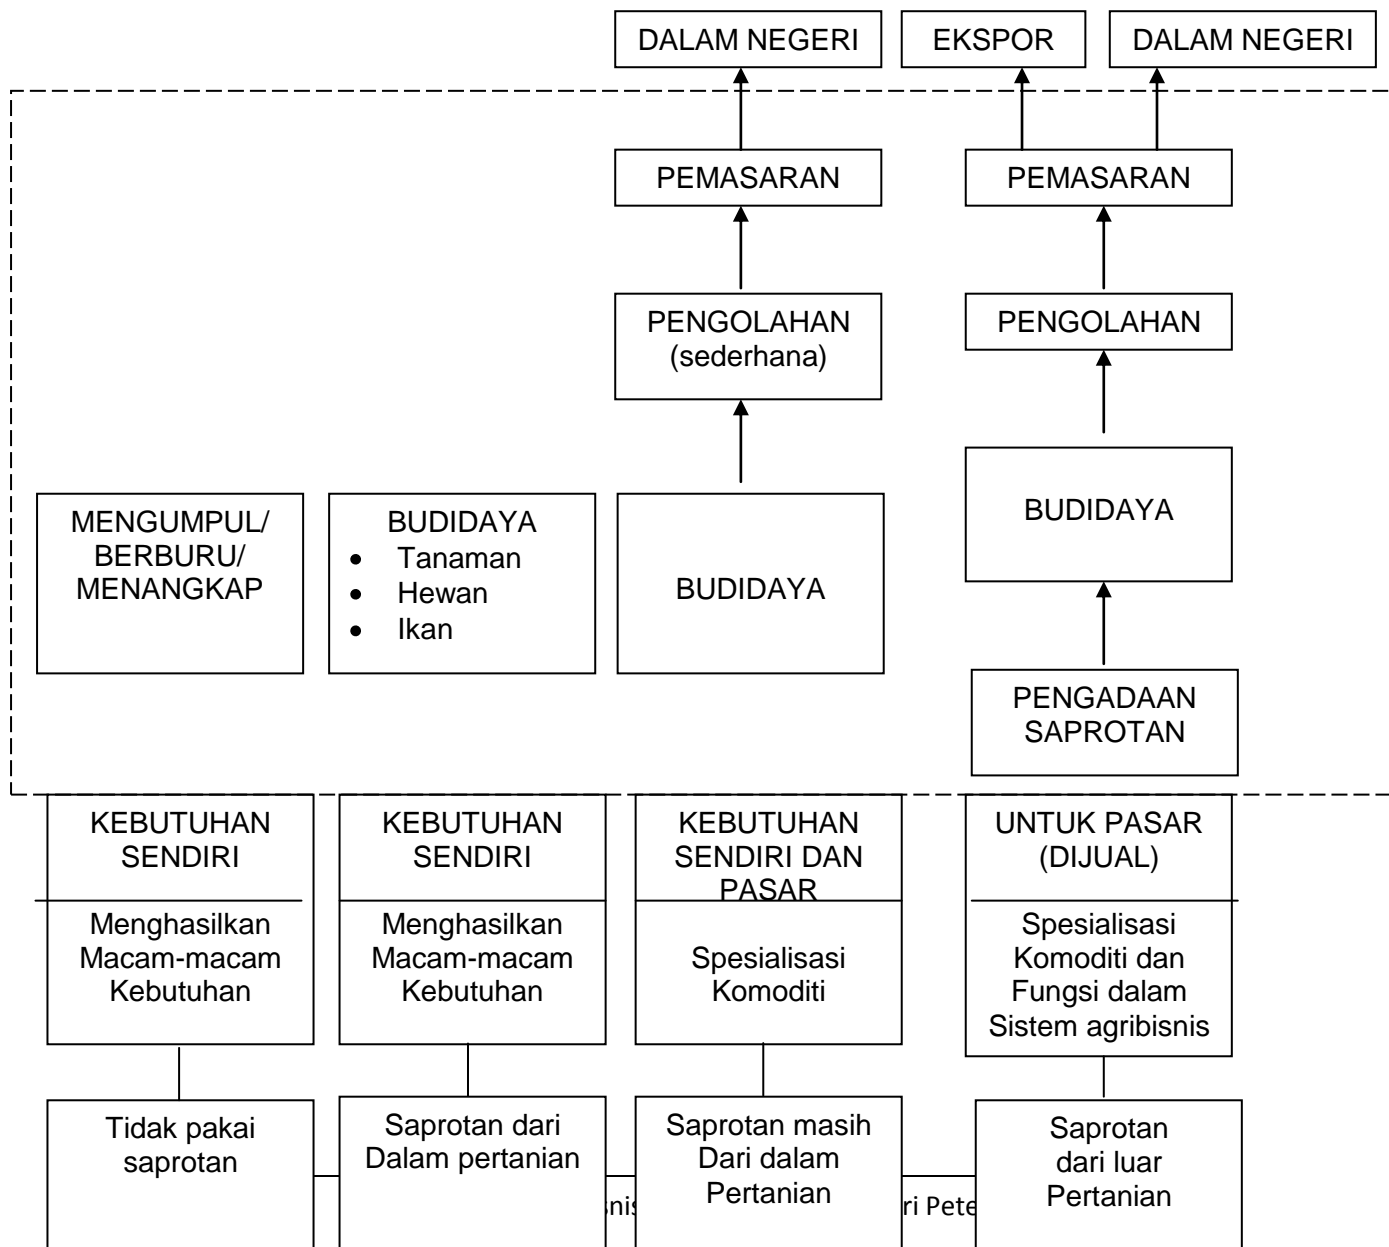 DALAM NEGERI
EKSPOR
DALAM NEGERI
PEMASARAN
PEMASARAN
PENGOLAHAN
(sederhana)
PENGOLAHAN
MENGUMPUL/
BERBURU/
MENANGKAP
BUDIDAYA
• Tanaman
• Hewan
• Ikan
BUDIDAYA
BUDIDAYA
PENGADAAN
SAPROTAN
KEBUTUHAN
SENDIRI
Menghasilkan
Macam-macam
Kebutuhan
KEBUTUHAN
SENDIRI
Menghasilkan
Macam-macam
Kebutuhan
KEBUTUHAN
SENDIRI DAN
PASAR
Spesialisasi
Komoditi
UNTUK PASAR
(DIJUAL)
Spesialisasi
Komoditi dan
Fungsi dalam
Sistem agribisnis
Tidak pakai
saprotan
Saprotan dari
Dalam pertanian
Saprotan masih
Dari dalam
Pertanian
Saprotan
dari luar
Pertanian